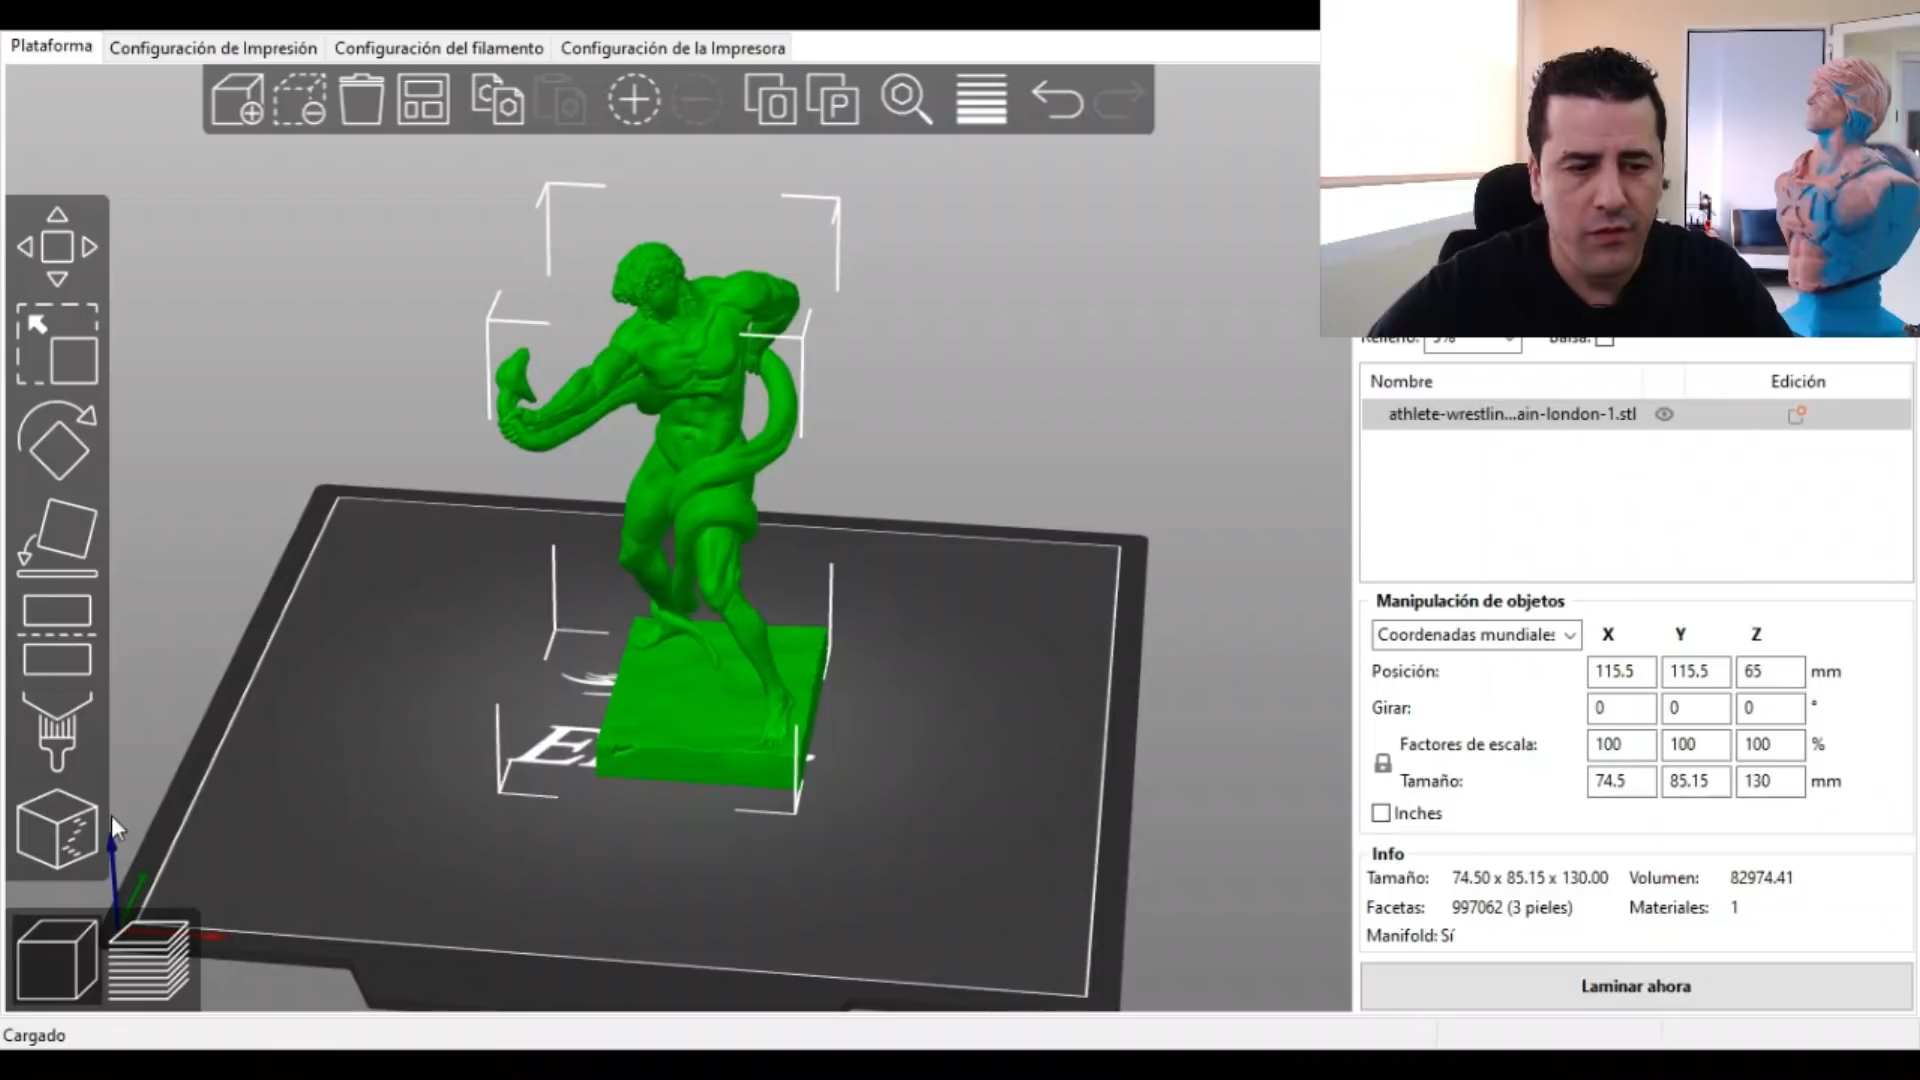 Plataforma
Configuración de Impresión
Configuración del filamento
Configuración de la Impresora
O
P
Relleno:
5%
Balsa:
Nombre
Edición
athlete-wrestlin...ain-london-1.stl
Manipulación de objetos
Coordenadas mundiales
X
Y
Z
Posición:
115.5
115.5
65
mm
Girar:
0
0
0
°
Factores de escala:
100
100
100
%
Tamaño:
74.5
85.15
130
mm
Inches
Info
Tamaño:
74.50 x 85.15 x 130.00
Volumen:
82974.41
Facetas:
997062 (3 pieles)
Materiales:
1
Manifold: Sí
Laminar ahora
Cargado